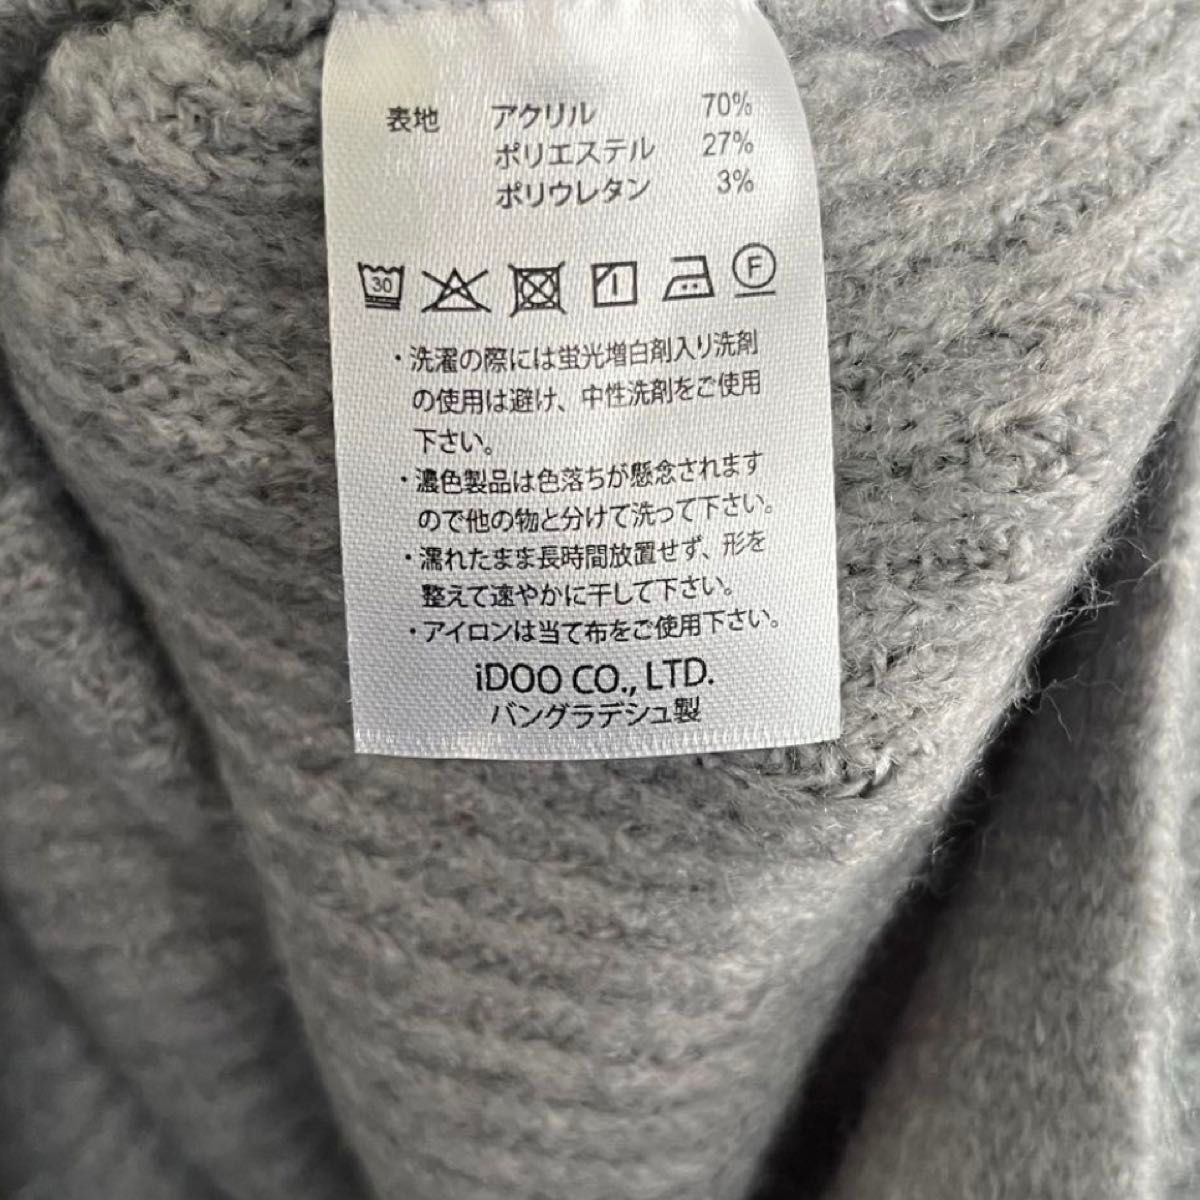 表地 アクリル 70%
ポリエステル 27%
ポリウレタン 3%
30 F
・洗濯の際には蛍光増白剤入り洗剤
の使用は避け、中性洗剤をご使用
下さい。
・濃色製品は色落ちが懸念されます
ので他の物と分けて洗って下さい。
・濡れたまま長時間放置せず、形を
整えて速やかに干して下さい。
・アイロンは当て布をご使用下さい。
iDOO CO., LTD.
バングラデシュ製